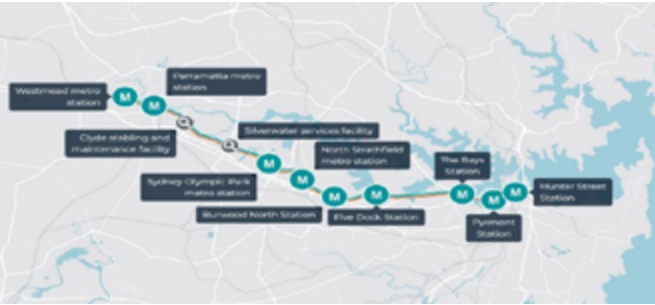 Westmead metro
station
M
M
Parramatta metro
station
Clyde stabling and
maintenance facility
Silverwater services facility
M
Sydney Olympic Park
metro station
North Strathfield
metro station
M
Burwood North Station
M
M
Five Dock Station
The Bays
Station
M
M
Pyrmont
Station
M
Hunter Street
Station